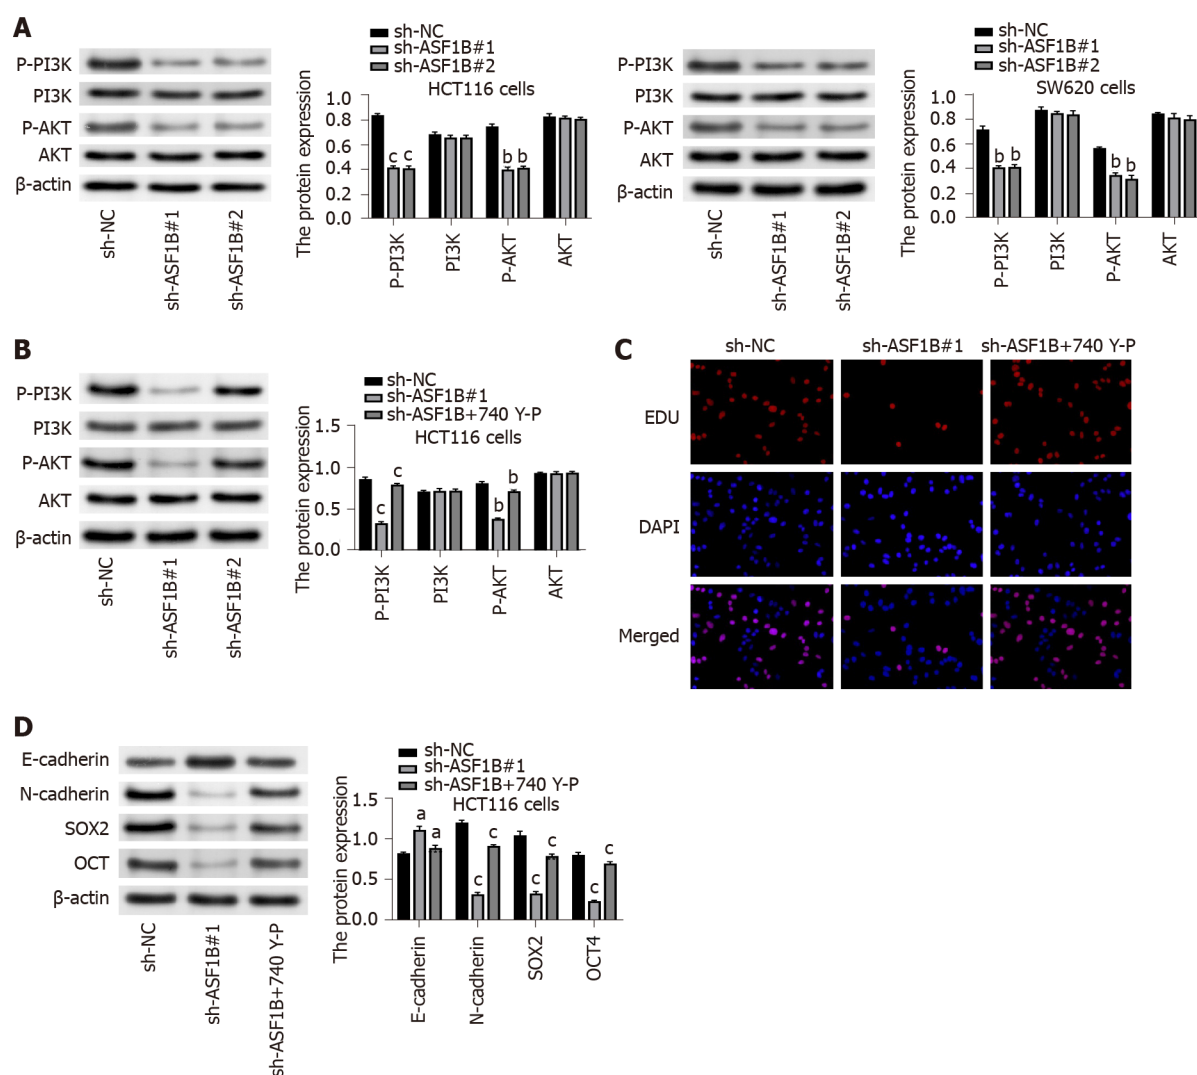 A
P-PI3K
PI3K
P-AKT
AKT
β-actin
sh-NC
sh-ASF1B#1
sh-ASF1B#2
sh-NC
sh-ASF1B#1
sh-ASF1B#2
HCT116 cells
The protein expression
1.0
0.8
0.6
0.4
0.2
0.0
c c
b b
P-PI3K
PI3K
P-AKT
AKT
P-PI3K
PI3K
P-AKT
AKT
β-actin
sh-NC
sh-ASF1B#1
sh-ASF1B#2
sh-NC
sh-ASF1B#1
sh-ASF1B#2
SW620 cells
The protein expression
1.0
0.8
0.6
0.4
0.2
0.0
b b
b b
P-PI3K
PI3K
P-AKT
AKT
B
P-PI3K
PI3K
P-AKT
AKT
β-actin
sh-NC
sh-ASF1B#1
sh-ASF1B#2
sh-NC
sh-ASF1B#1
sh-ASF1B+740 Y-P
HCT116 cells
The protein expression
1.5
1.0
0.5
0.0
c
c
b
b
P-PI3K
PI3K
P-AKT
AKT
C
sh-NC
sh-ASF1B#1
sh-ASF1B+740 Y-P
EDU
DAPI
Merged
D
E-cadherin
N-cadherin
SOX2
OCT
β-actin
sh-NC
sh-ASF1B#1
sh-ASF1B+740 Y-P
sh-NC
sh-ASF1B#1
sh-ASF1B+740 Y-P
HCT116 cells
The protein expression
1.5
1.0
0.5
0.0
a
a
c
c
c
c
c
c
E-cadherin
N-cadherin
SOX2
OCT4